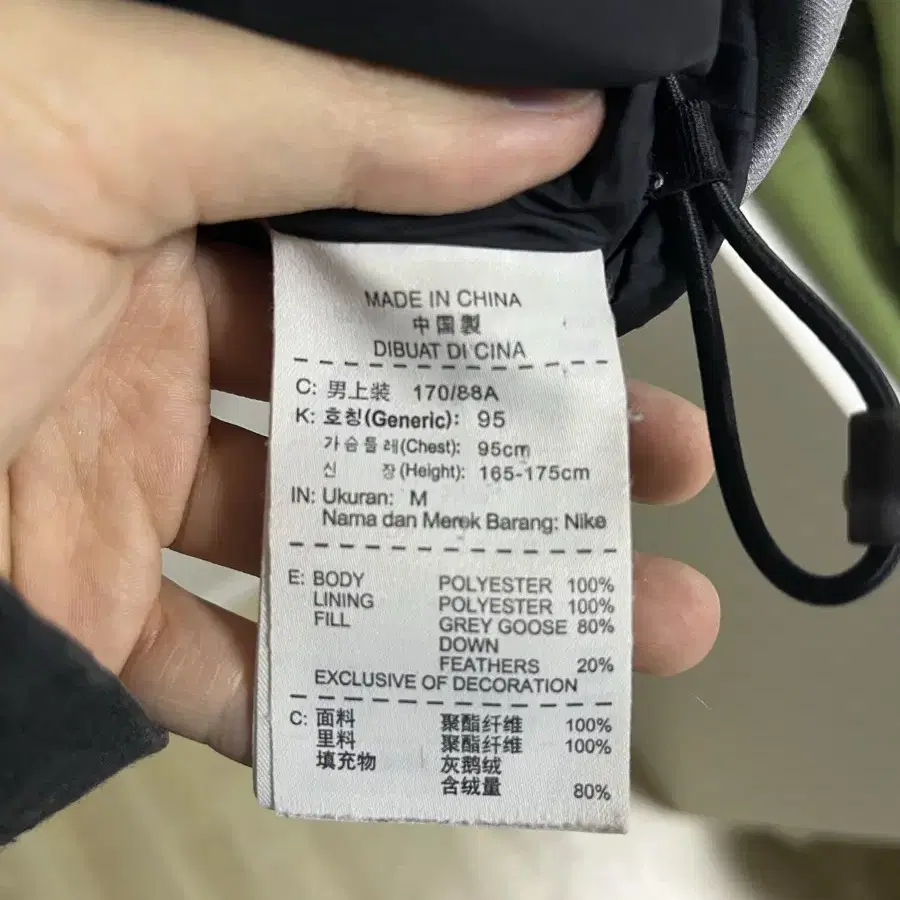 MADE IN CHINA
中国製
DIBUAT DI CINA
C: 男上装 170/88A
K: 호칭(Generic): 95
가슴둘레(Chest): 95cm
신 장(Height): 165-175cm
IN: Ukuran: M
Nama dan Merek Barang: Nike
E: BODY POLYESTER 100%
LINING POLYESTER 100%
FILL GREY GOOSE 80%
DOWN
FEATHERS 20%
EXCLUSIVE OF DECORATION
C: 面料 聚酯纤维 100%
里料 聚酯纤维 100%
填充物 灰鹅绒
含绒量 80%